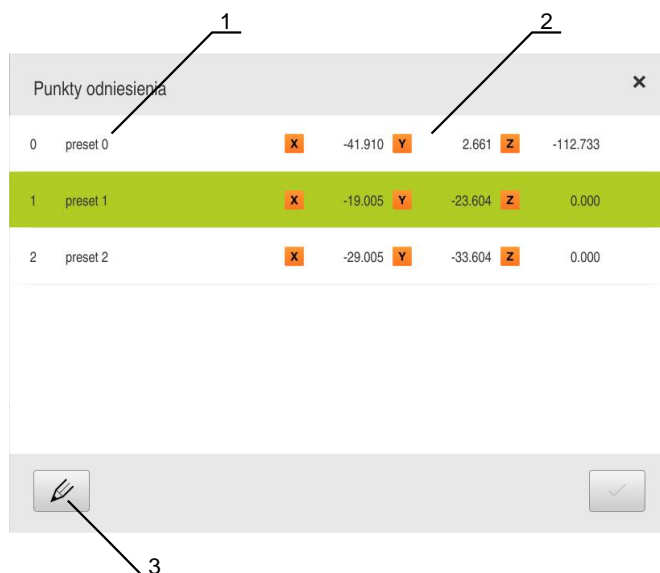 1 2
Punkty odniesienia
0 preset 0 X -41.910 Y 2.661 Z -112.733
1 preset 1 X -19.005 Y -23.604 Z 0.000
2 preset 2 X -29.005 Y -33.604 Z 0.000
3